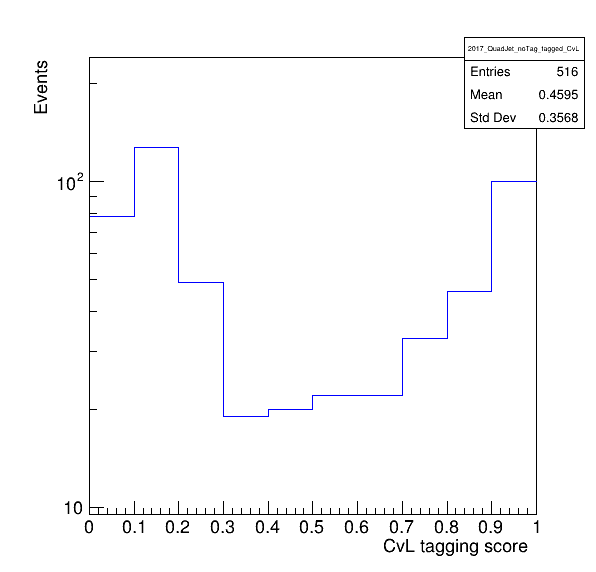 2017_QuadJet_noTag_tagged_CvL
Entries 516
Mean 0.4595
Std Dev 0.3568
Events
10²
10
0 0.1 0.2 0.3 0.4 0.5 0.6 0.7 0.8 0.9 1
CvL tagging score